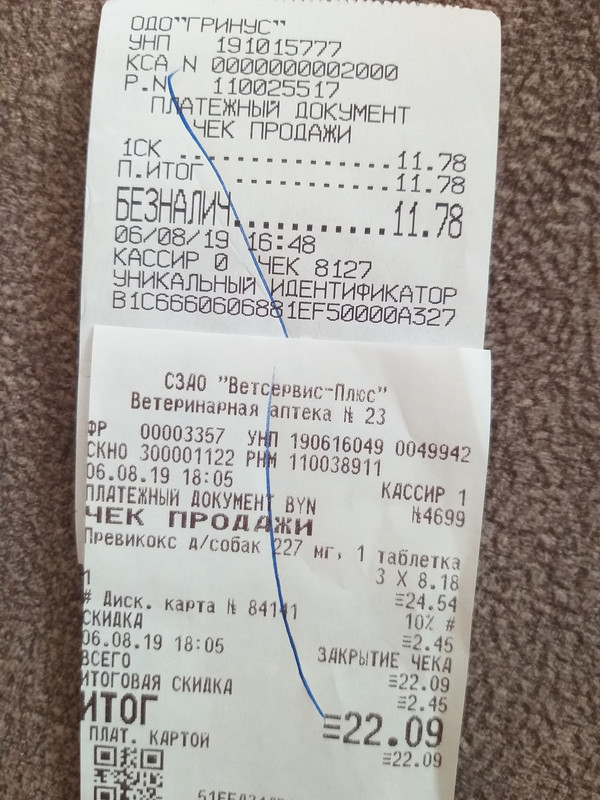 ОДО"ГРИНУС"
УНП 191015777
КСА N 0000000002000
Р.N 110025517
ПЛАТЕЖНЫЙ ДОКУМЕНТ
ЧЕК ПРОДАЖИ
1СК ..................11.78
П.ИТОГ .............11.78
БЕЗНАЛИЧ............11.78
06/08/19 16:48
КАССИР 0 ЧЕК 8127
УНИКАЛЬНЫЙ ИДЕНТИФИКАТОР
B1C6660606881EF50000A327
СЗАО "Ветсервис-Плюс"
Ветеринарная аптека № 23
ФР 00003357 УНП 190616049 0049942
СКНО 300001122 РНМ 110038911
06.08.19 18:05 КАССИР 1
ПЛАТЕЖНЫЙ ДОКУМЕНТ BYN №4699
ЧЕК ПРОДАЖИ
Превикокс д/собак 227 мг, 1 таблетка
1 3 X 8.18
≡24.54
# Диск. карта № 84141 10% #
СКИДКА ≡2.45
06.08.19 18:05 ЗАКРЫТИЕ ЧЕКА
ВСЕГО ≡22.09
ИТОГОВАЯ СКИДКА ≡2.45
ИТОГ ≡22.09
ПЛАТ. КАРТОЙ ≡22.09